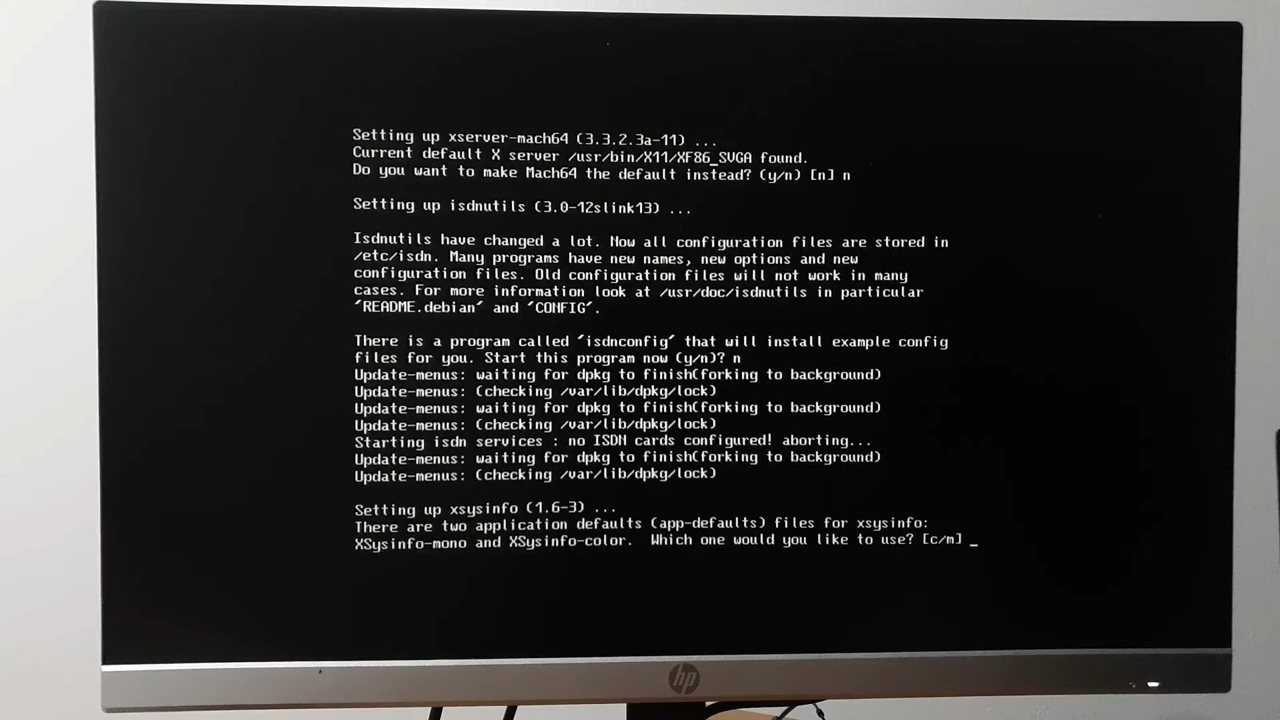 Setting up xserver-mach64 (3.3.2.3a-11) ...
Current default X server /usr/bin/X11/XF86_SVGA found.
Do you want to make Mach64 the default instead? (y/n) [n] n
Setting up isdnutils (3.0-12slink13) ...
Isdnutils have changed a lot. Now all configuration files are stored in
/etc/isdn. Many programs have new names, new options and new
configuration files. Old configuration files will not work in many
cases. For more information look at /usr/doc/isdnutils in particular
'README.debian' and 'CONFIG'.
There is a program called 'isdnconfig' that will install example config
files for you. Start this program now (y/n)? n
Update-menus: waiting for dpkg to finish(forking to background)
Update-menus: (checking /var/lib/dpkg/lock)
Update-menus: waiting for dpkg to finish(forking to background)
Update-menus: (checking /var/lib/dpkg/lock)
Starting isdn services : no ISDN cards configured! aborting...
Update-menus: waiting for dpkg to finish(forking to background)
Update-menus: (checking /var/lib/dpkg/lock)
Setting up xsysinfo (1.6-3) ...
There are two application defaults (app-defaults) files for xsysinfo:
XSysinfo-mono and XSysinfo-color.  Which one would you like to use? [c/m] _
hp